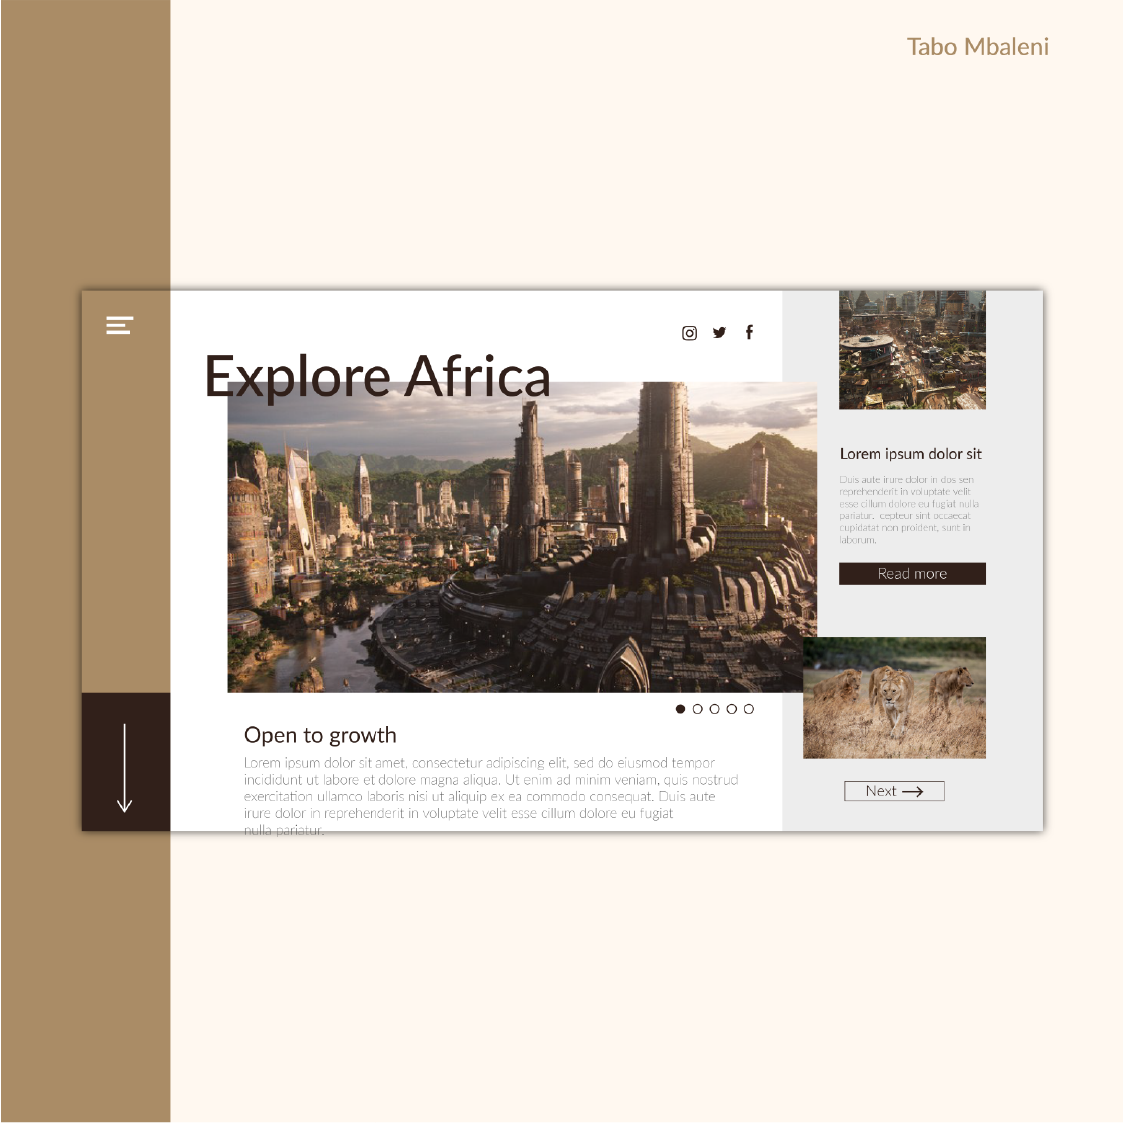 Tabo Mbaleni
Explore Africa
Open to growth
Lorem ipsum dolor sit amet, consectetur adipiscing elit, sed do eiusmod tempor
incididunt ut labore et dolore magna aliqua. Ut enim ad minim veniam, quis nostrud
exercitation ullamco laboris nisi ut aliquip ex ea commodo consequat. Duis aute
irure dolor in reprehenderit in voluptate velit esse cillum dolore eu fugiat
nulla pariatur.
Lorem ipsum dolor sit
Duis aute irure dolor in dos sen
reprehenderit in voluptate velit
esse cillum dolore eu fugiat nulla
pariatur. cepteur sint occaecat
cupidatat non proident, sunt in
laborum.
Read more
Next